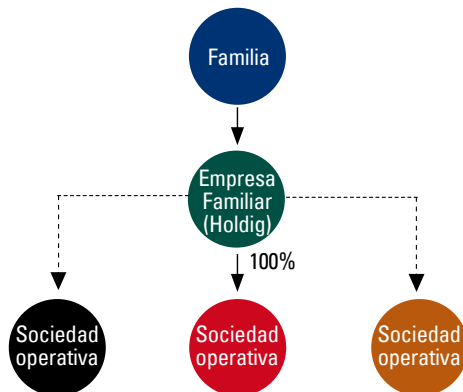 Familia
Empresa
Familiar
(Holdig)
100%
Sociedad
operativa
Sociedad
operativa
Sociedad
operativa